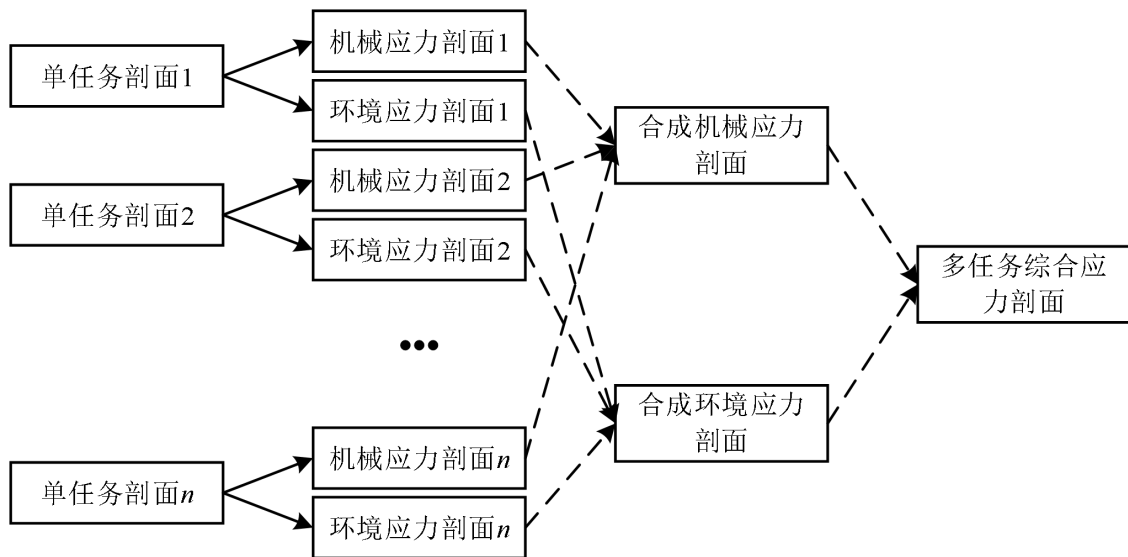 单任务剖面1
机械应力剖面1
环境应力剖面1
单任务剖面2
机械应力剖面2
环境应力剖面2
•••
单任务剖面n
机械应力剖面n
环境应力剖面n
合成机械应力
剖面
合成环境应力
剖面
多任务综合应
力剖面